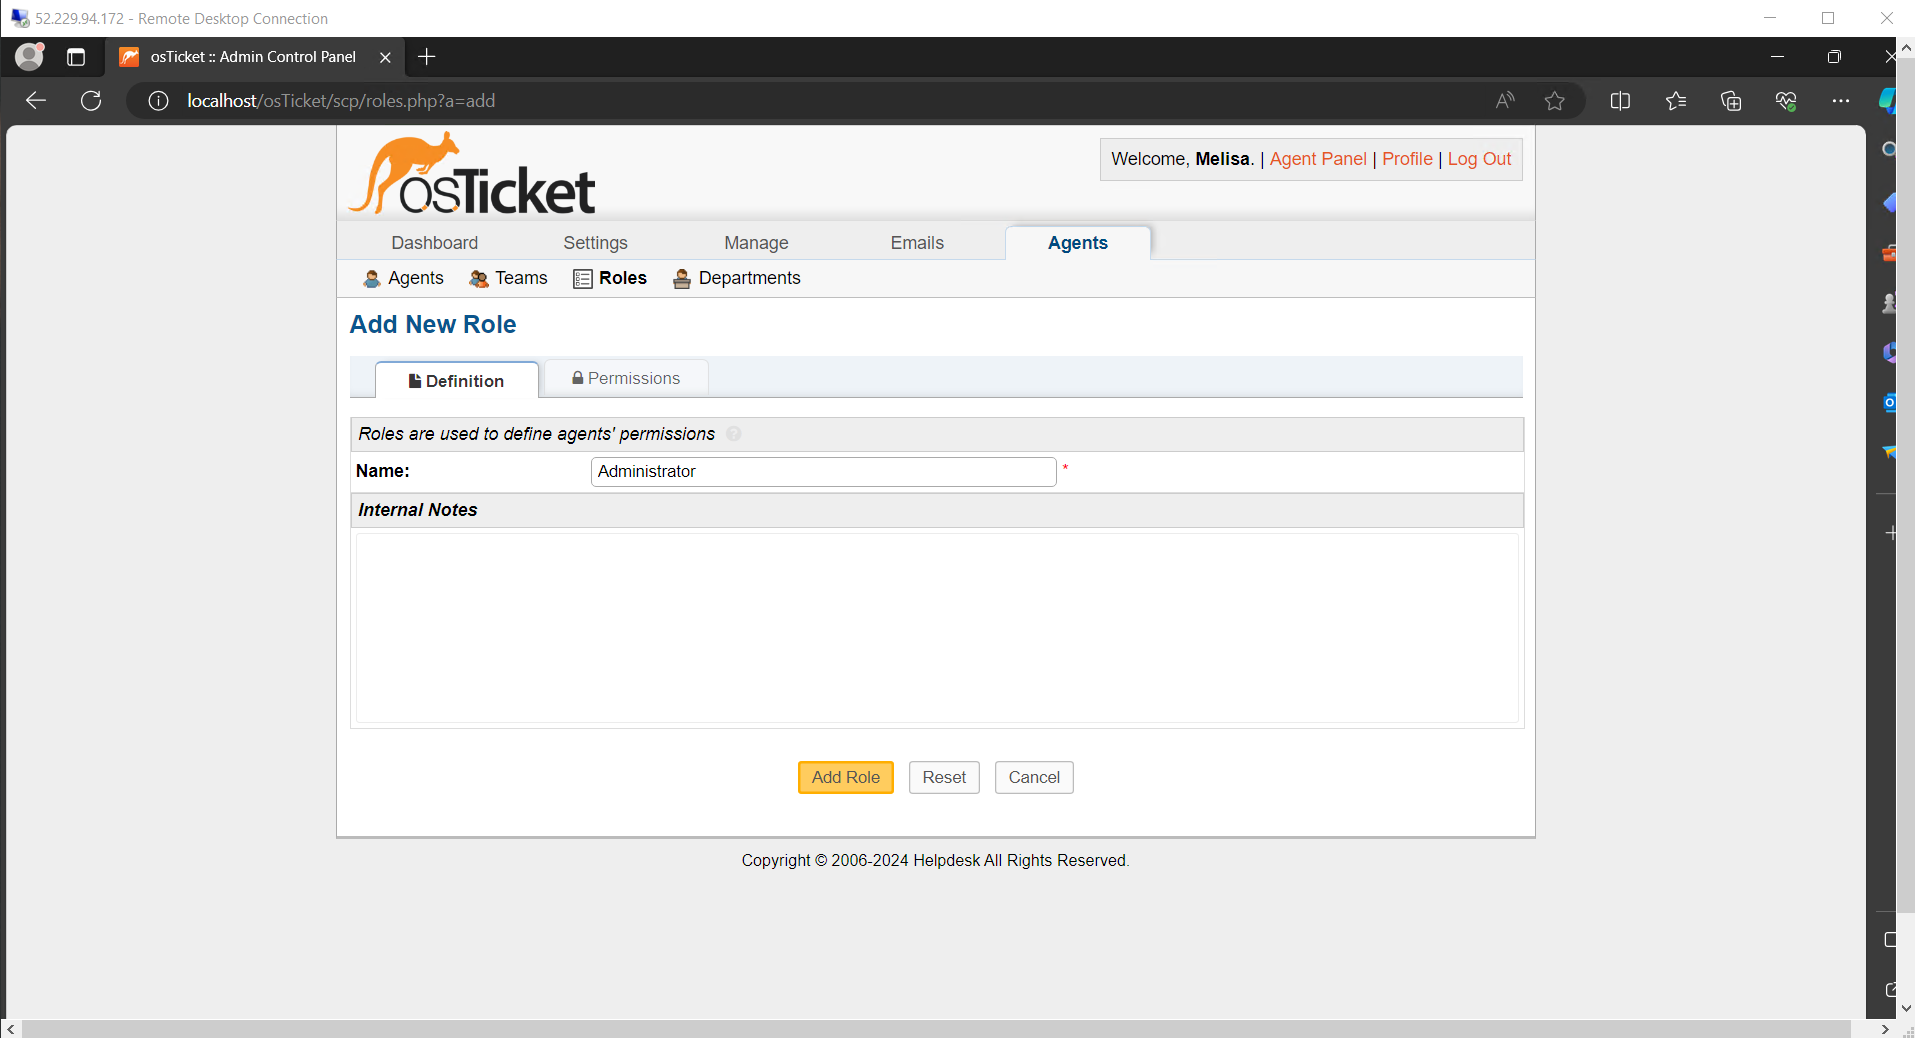 52.229.94.172 - Remote Desktop Connection
osTicket :: Admin Control Panel
localhost/osTicket/scp/roles.php?a=add
osTicket
Welcome, Melisa. | Agent Panel | Profile | Log Out
Dashboard Settings Manage Emails Agents
Agents Teams Roles Departments
Add New Role
Definition Permissions
Roles are used to define agents' permissions
Name: Administrator *
Internal Notes
Add Role Reset Cancel
Copyright © 2006-2024 Helpdesk All Rights Reserved.